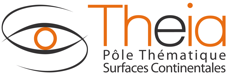 Theia
Pôle Thématique
Surfaces Continentales